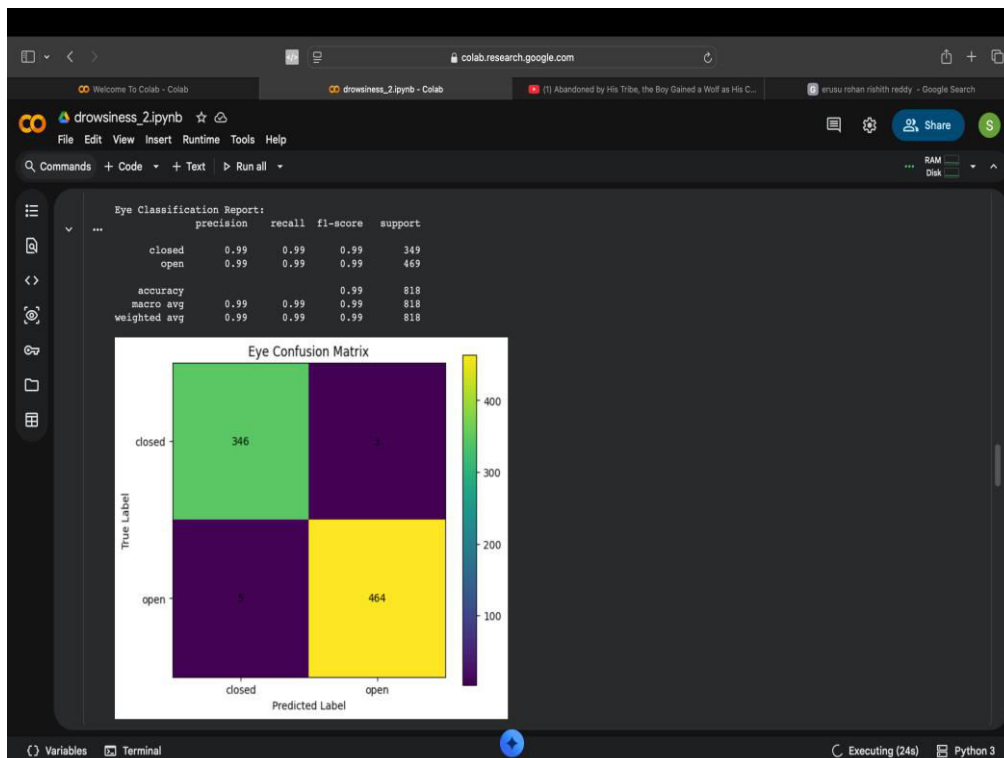 colab.research.google.com
Welcome To Colab - Colab
drowsiness_2.ipynb - Colab
(1) Abandoned by His Tribe, the Boy Gained a Wolf as His C...
G erusu rohan rishith reddy - Google Search
CO drowsiness_2.ipynb
File Edit View Insert Runtime Tools Help
Share
S
Commands + Code + Text Run all
RAM
Disk
Eye Classification Report:
precision recall f1-score support
closed 0.99 0.99 0.99 349
open 0.99 0.99 0.99 469
accuracy 0.99 818
macro avg 0.99 0.99 0.99 818
weighted avg 0.99 0.99 0.99 818
Eye Confusion Matrix
closed 346
open 5 464
closed open
Predicted Label
True Label
400
300
200
100
{} Variables Terminal
Executing (24s) Python 3